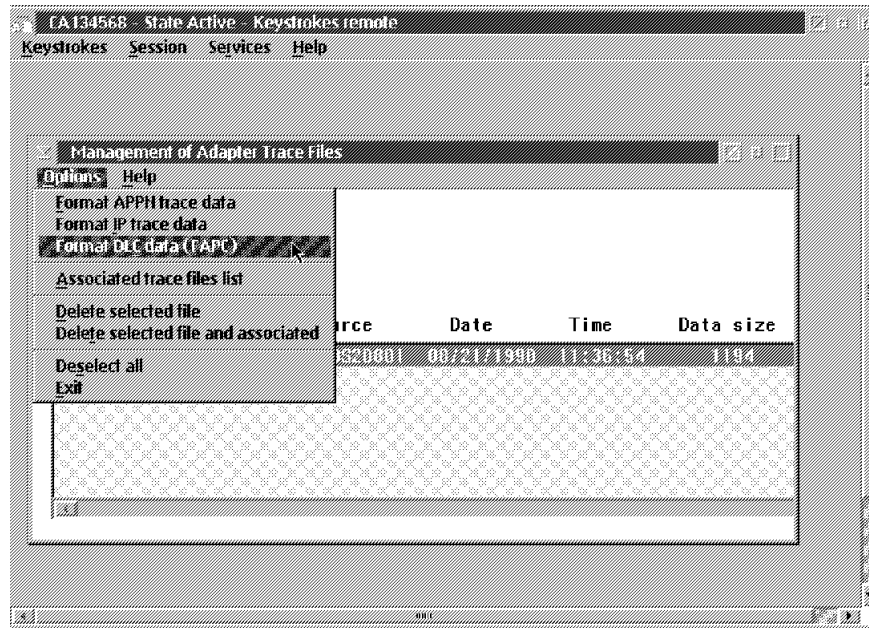 CA134568 - State Active - Keystrokes remote
Keystrokes Session Services Help
Management of Adapter Trace Files
Options Help
Format APPN trace data
Format IP trace data
Format DLC data (TAPC)
Associated trace files list
Delete selected file
Delete selected file and associated
Deselect all
Exit
urce Date Time Data size
11:36:54 1194